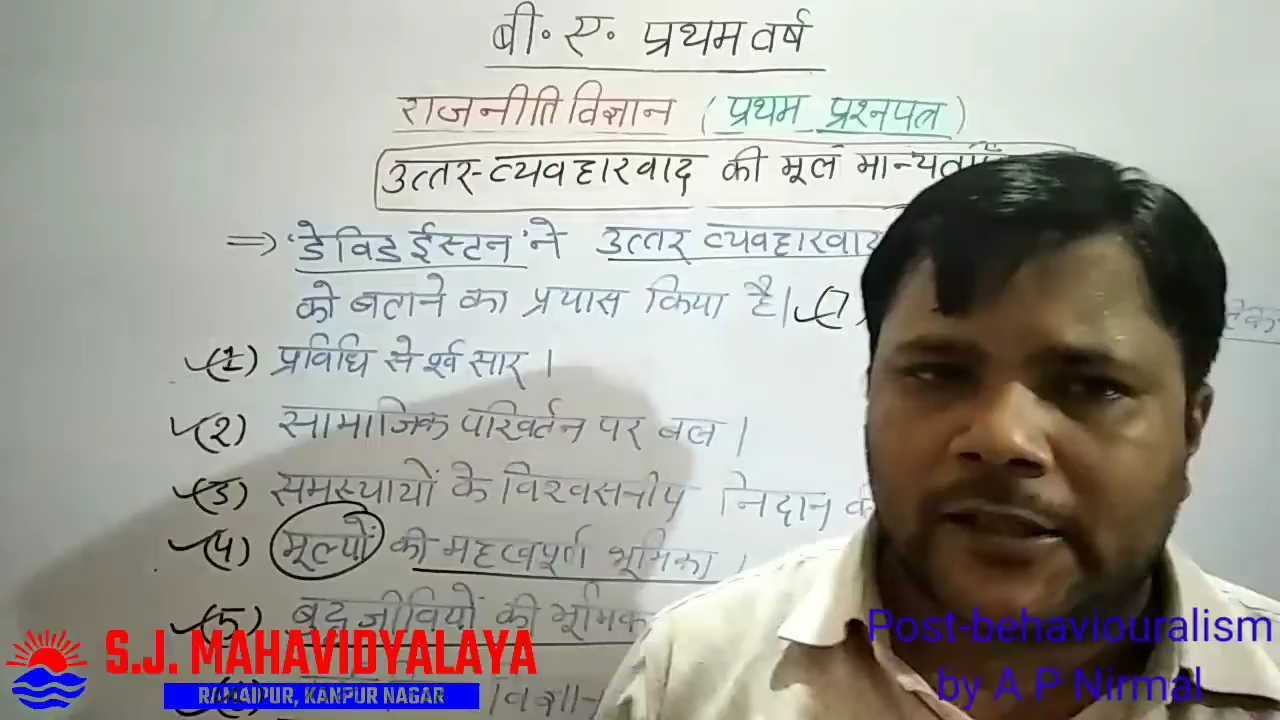 बी॰ ए॰ प्रथम वर्ष
राजनीति विज्ञान (प्रथम प्रश्नपत्र)
उत्तर-व्यवहारवाद की मूल
⇒ 'डेविड ईस्टन' ने उत्तर व्यवहारवाद
को बताने का प्रयास किया है।
(1) प्रविधि से सार ।
(2) सामाजिक परिवर्तन पर बल ।
(3) समस्यायों के विश्वसनीय निदान
(4) मूल्यों की महत्वपूर्ण भूमिका ।
(5) बुद्धजीवियों की
S.J. MAHAVIDYALAYA
RAMAIPUR, KANPUR NAGAR
Post-behaviouralism
by A P Nirmal